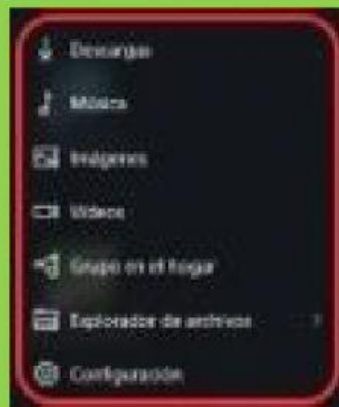 Descargas
Música
Imágenes
Vídeos
Grupo en el hogar
Explorador de archivos
Configuración